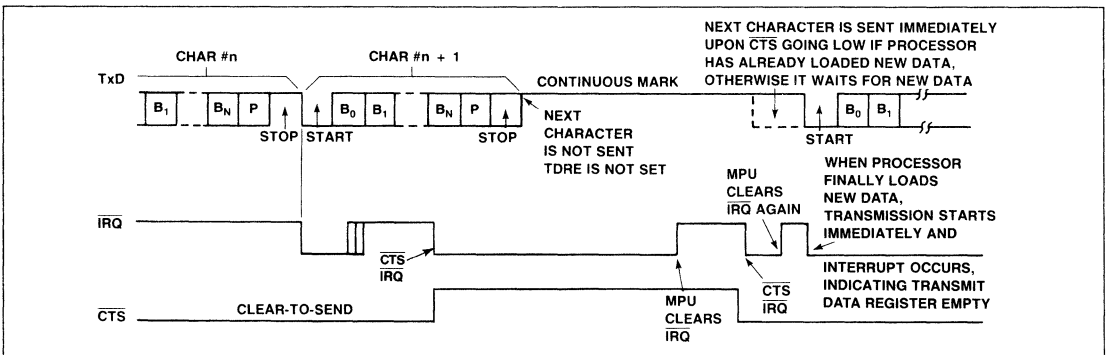 NEXT CHARACTER IS SENT IMMEDIATELY
UPON CTS GOING LOW IF PROCESSOR
HAS ALREADY LOADED NEW DATA,
OTHERWISE IT WAITS FOR NEW DATA
CHAR #n
CHAR #n + 1
TxD
CONTINUOUS MARK
B1
BN
P
B0
B1
BN
P
B0
B1
STOP
START
STOP
START
NEXT
CHARACTER
IS NOT SENT
TDRE IS NOT SET
MPU
CLEARS
IRQ AGAIN
WHEN PROCESSOR
FINALLY LOADS
NEW DATA,
TRANSMISSION STARTS
IMMEDIATELY AND
IRQ
CTS
IRQ
INTERRUPT OCCURS,
INDICATING TRANSMIT
DATA REGISTER EMPTY
MPU
CLEARS
IRQ
CTS
IRQ
CTS
CLEAR-TO-SEND